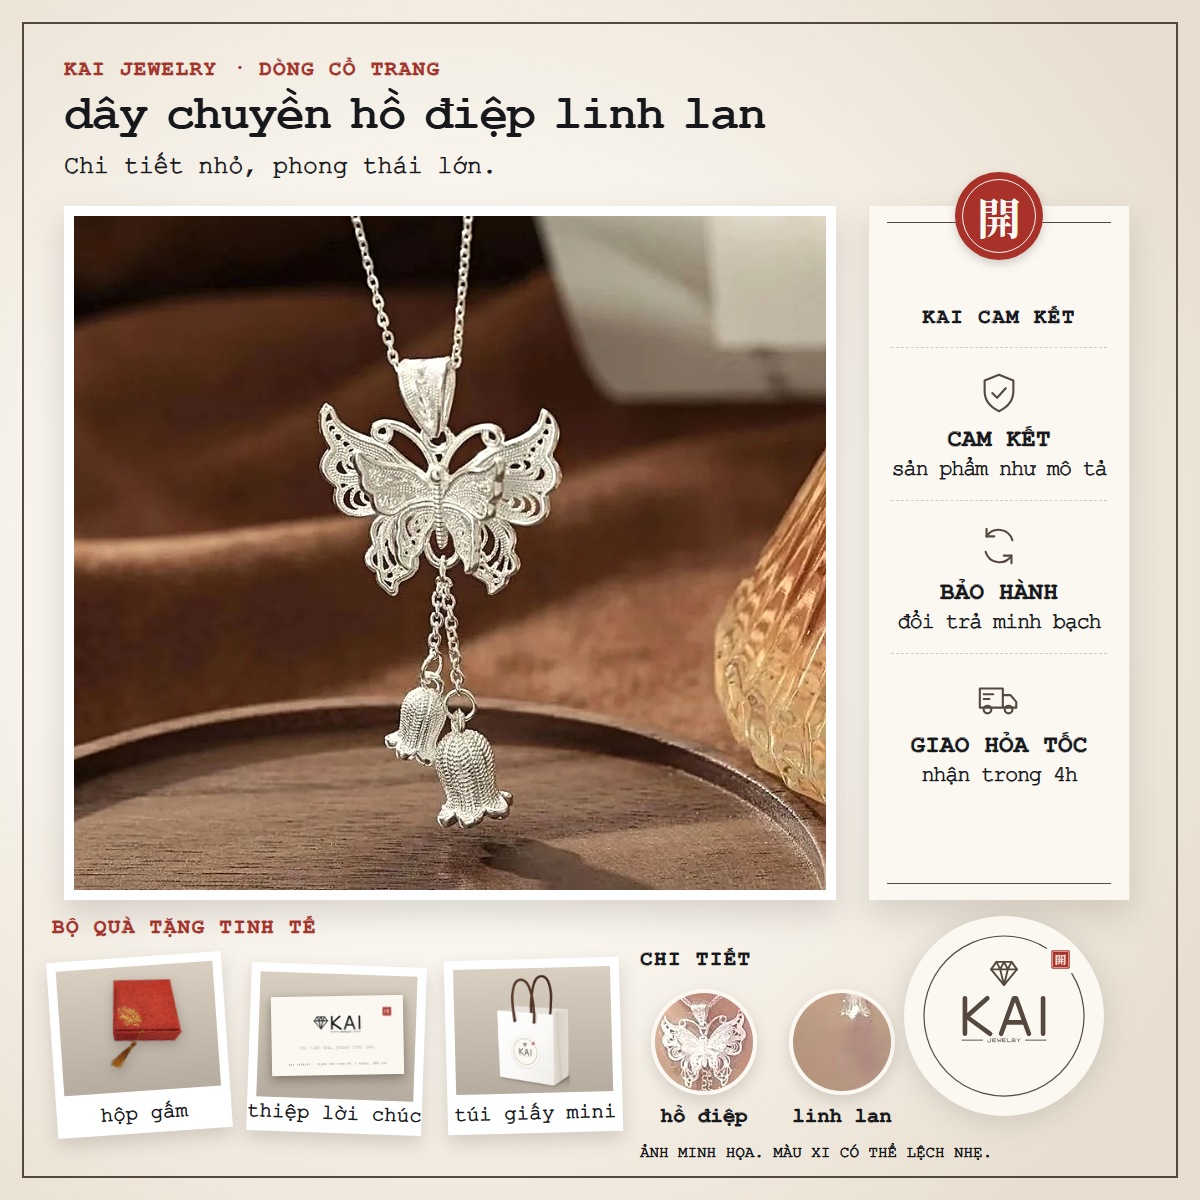 KAI JEWELRY · DÒNG CỔ TRANG
dây chuyền hồ điệp linh lan
Chi tiết nhỏ, phong thái lớn.
開
KAI CAM KẾT
CAM KẾT
sản phẩm như mô tả
BẢO HÀNH
đổi trả minh bạch
GIAO HỎA TỐC
nhận trong 4h
BỘ QUÀ TẶNG TINH TẾ
KAI
hộp gấm
thiệp lời chúc
KAI
túi giấy mini
CHI TIẾT
hồ điệp
linh lan
ẢNH MINH HỌA. MÀU XI CÓ THỂ LỆCH NHẸ.
開
KAI
JEWELRY